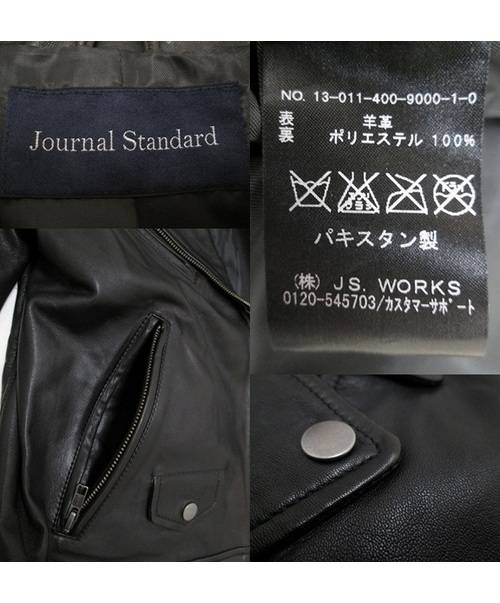 Journal Standard
NO. 13-011-400-9000-1-0
表 羊革
裏 ポリエステル 100%
パキスタン製
(株) JS. WORKS
0120-545703/カスタマーサポート